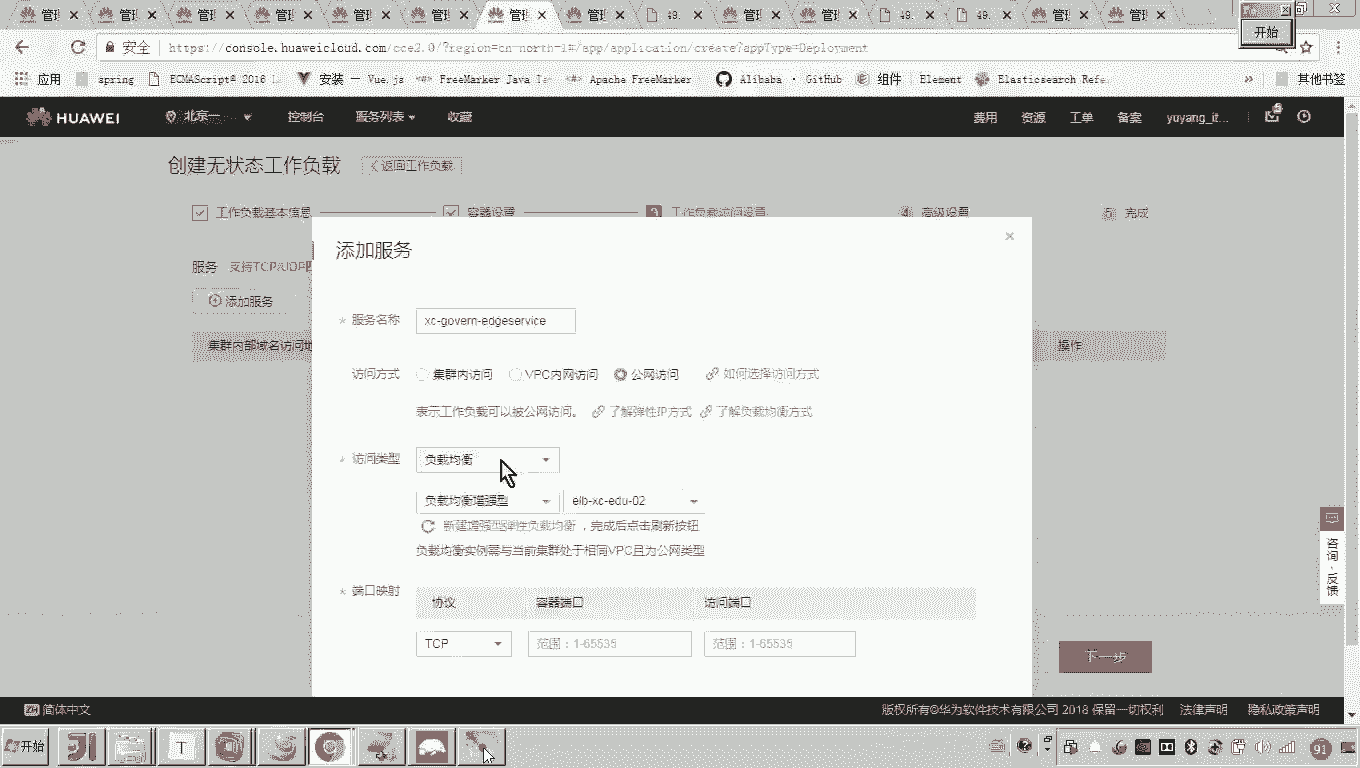 管理 管理 管理 管理 管理 管理 管理 管理 49. 管理 管理 49. 49. 管理 管理
开始
安全 https://console.huaweicloud.com/cce2.0/?region=cn-north-1#/app/application/create?appType=Deployment
应用 spring ECMAScript® 2016 L 安装 — Vue.js FreeMarker Java Te Apache FreeMarker Alibaba · GitHub 组件 Element Elasticsearch Refe » 其他书签
HUAWEI 北京一 控制台 服务列表 收藏 费用 资源 工单 备案 yuyang_it...
创建无状态工作负载 返回工作负载
工作负载基本信息 容器设置 3 工作负载访问设置 4 高级设置 5 完成
服务 支持TCP/UDP
添加服务
集群内部域名访问地 操作
添加服务
* 服务名称 xc-govern-edgeservice
访问方式 集群内访问 VPC内网访问 公网访问 如何选择访问方式
表示工作负载可以被公网访问。 了解弹性IP方式 了解负载均衡方式
* 访问类型 负载均衡
负载均衡增强型 elb-xc-edu-02
新建增强型弹性负载均衡 ，完成后点击刷新按钮
负载均衡实例需与当前集群处于相同VPC且为公网类型
* 端口映射 协议 容器端口 访问端口
TCP 范围：1-65535 范围：1-65535
咨询·反馈
下一步
简体中文 版权所有©华为软件技术有限公司 2018 保留一切权利 法律声明 隐私政策声明
开始 T 91